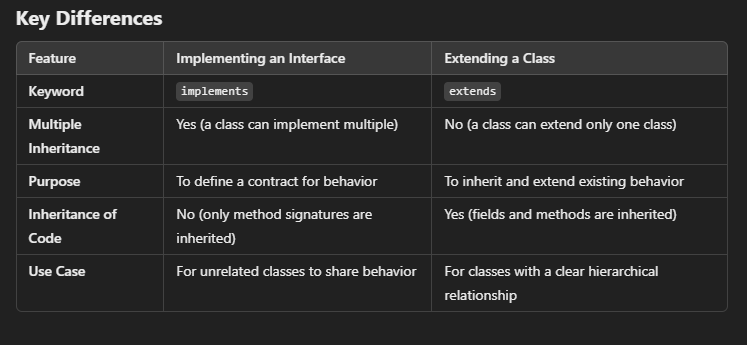 Key Differences
Feature
Implementing an Interface
Extending a Class
Keyword
implements
extends
Multiple
Inheritance
Yes (a class can implement multiple)
No (a class can extend only one class)
Purpose
To define a contract for behavior
To inherit and extend existing behavior
Inheritance of
Code
No (only method signatures are
inherited)
Yes (fields and methods are inherited)
Use Case
For unrelated classes to share behavior
For classes with a clear hierarchical
relationship